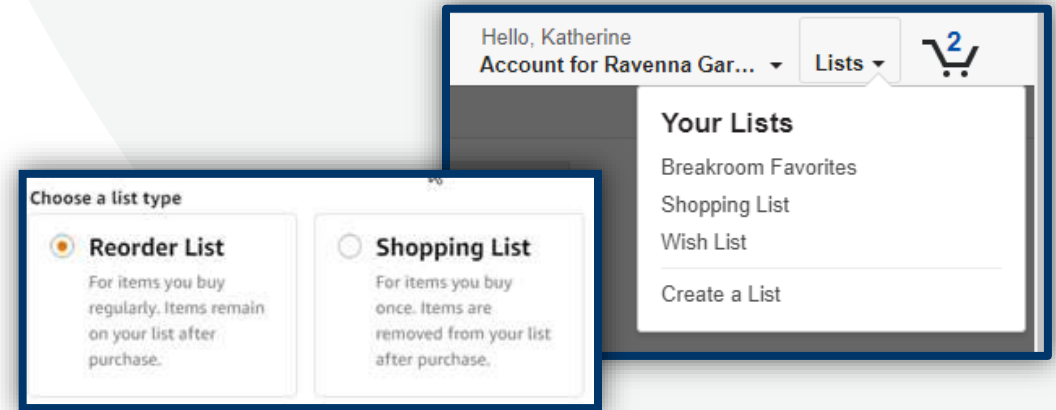 Hello, Katherine
Account for Ravenna Gar...
Lists
2
Your Lists
Breakroom Favorites
Shopping List
Wish List
Create a List
Choose a list type
Reorder List
For items you buy
regularly. Items remain
on your list after
purchase.
Shopping List
For items you buy
once. Items are
removed from your list
after purchase.